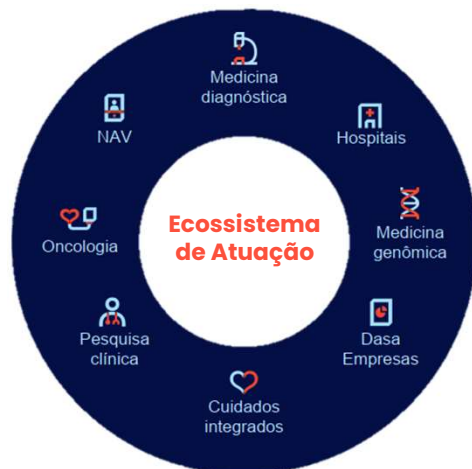 Medicina
diagnóstica
Hospitais
Medicina
genômica
Dasa
Empresas
Cuidados
integrados
Pesquisa
clínica
Oncologia
NAV
Ecossistema
de Atuação